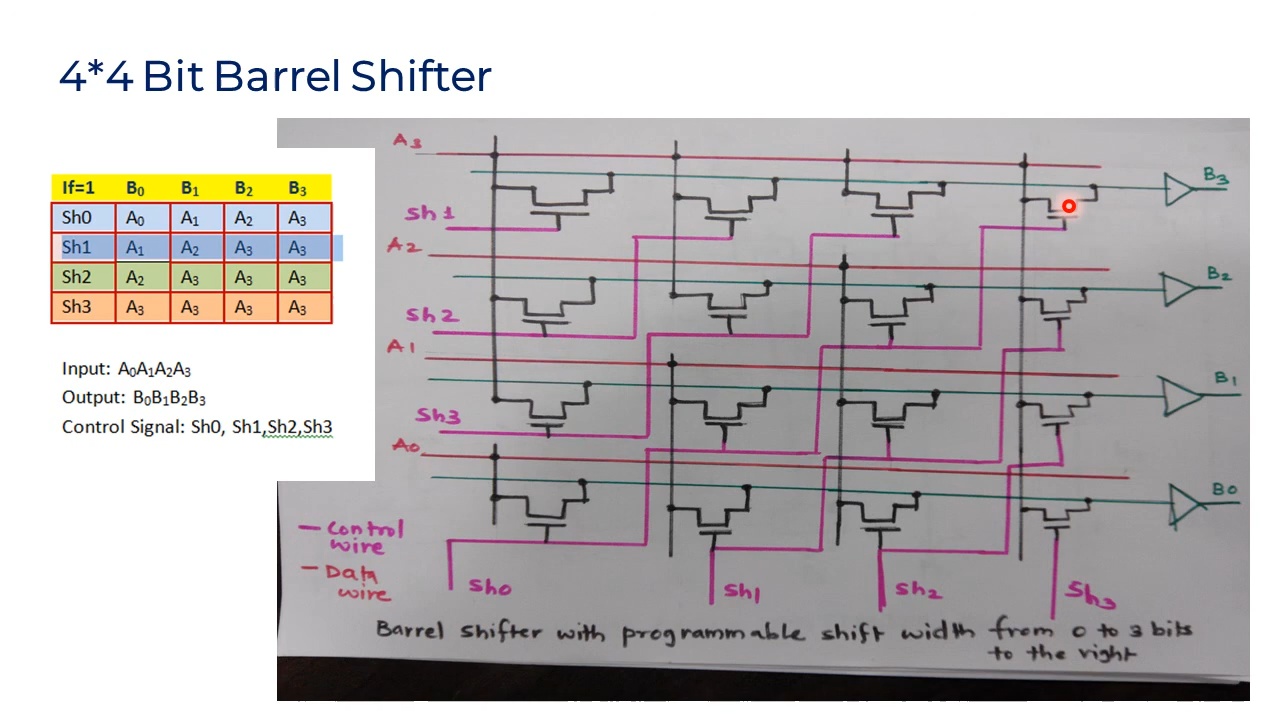 4*4 Bit Barrel Shifter
If=1 B₀ B₁ B₂ B₃
Sh0 A₀ A₁ A₂ A₃
Sh1 A₁ A₂ A₃ A₃
Sh2 A₂ A₃ A₃ A₃
Sh3 A₃ A₃ A₃ A₃
Input: A₀A₁A₂A₃
Output: B₀B₁B₂B₃
Control Signal: Sh0, Sh1,Sh2,Sh3
A3
B3
Sh1
A2
B2
Sh2
A1
B1
Sh3
A0
B0
Control
wire
Data
wire
Sh0
Sh1
Sh2
Sh3
Barrel shifter with programmable shift width from 0 to 3 bits
to the right